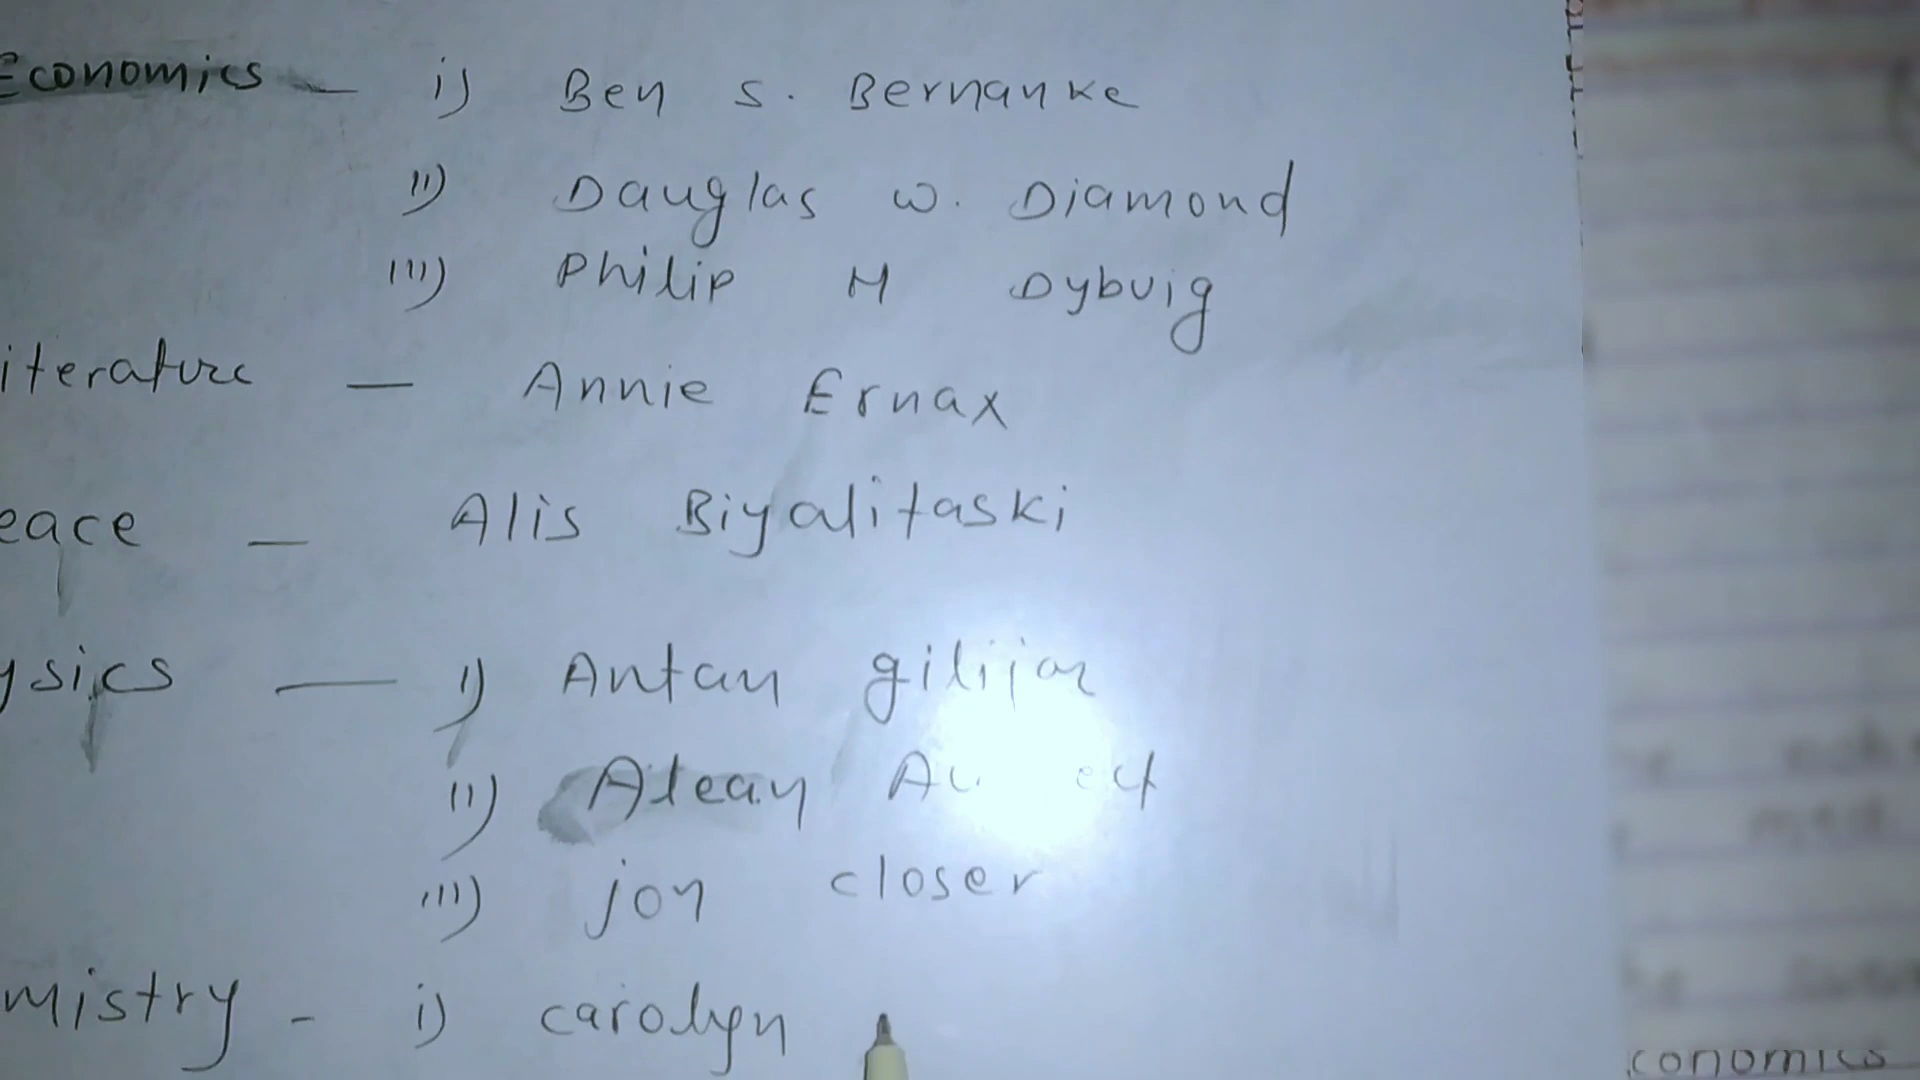 Economics - i) Ben S. Bernanke
ii) Dauglas W. Diamond
iii) Philip H Dybvig
iterature - Annie Ernax
eace - Alis Biyalitaski
ysics - i) Antan gilijar
ii) Alean
iii) jon closer
mistry - i) carolyn
conomics